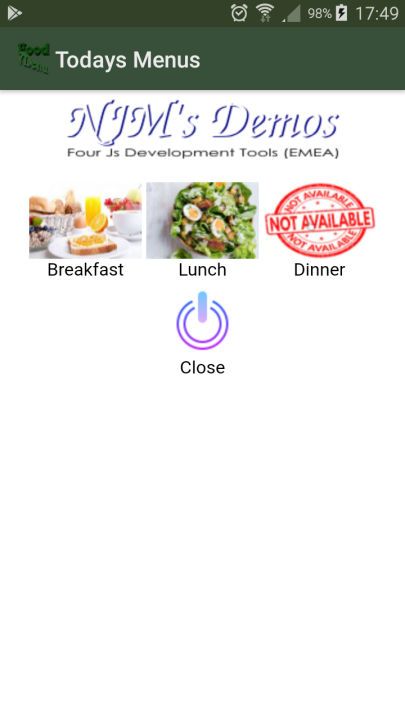 98% 17:49
Food
Menu
Todays Menus
NJM's Demos
Four Js Development Tools (EMEA)
NOT AVAILABLE
NOT AVAILABLE
NOT AVAILABLE
Breakfast Lunch Dinner
Close